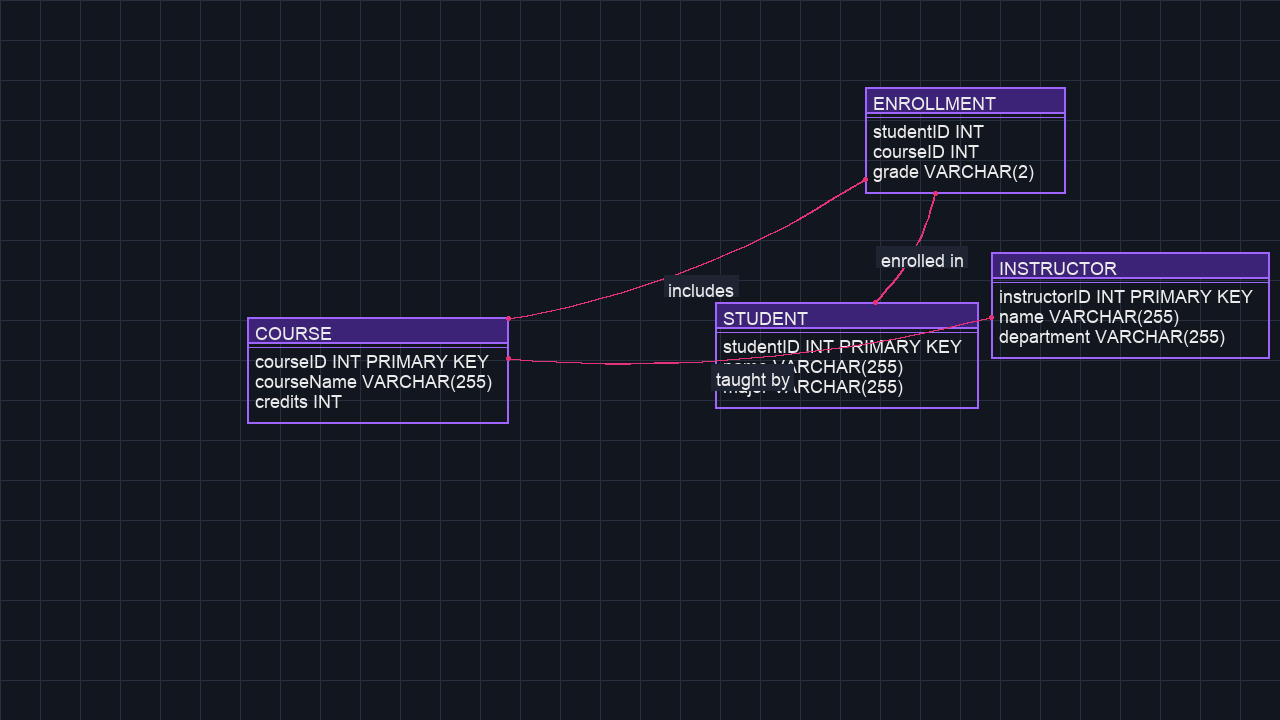 ENROLLMENT
studentID INT
courseID INT
grade VARCHAR(2)
enrolled in
INSTRUCTOR
instructorID INT PRIMARY KEY
name VARCHAR(255)
department VARCHAR(255)
includes
STUDENT
studentID INT PRIMARY KEY
name VARCHAR(255)
major VARCHAR(255)
taught by
COURSE
courseID INT PRIMARY KEY
courseName VARCHAR(255)
credits INT